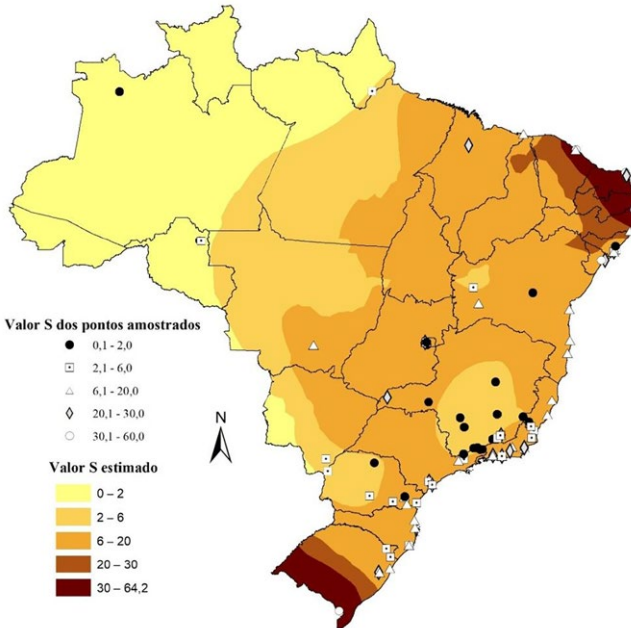 Valor S dos pontos amostrados
0,1 - 2,0
2,1 - 6,0
6,1 - 20,0
20,1 - 30,0
30,1 - 60,0
N
Valor S estimado
0 – 2
2 – 6
6 – 20
20 – 30
30 – 64,2